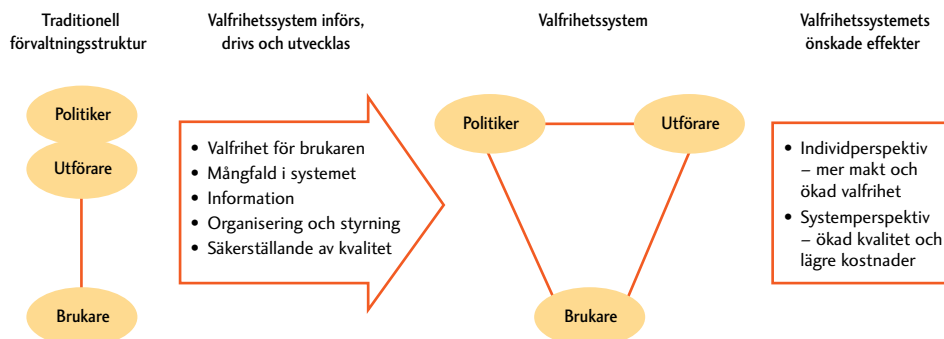 Traditionell
förvaltningsstruktur
Valfrihetssystem införs,
drivs och utvecklas
Valfrihetssystem
Valfrihetssystemets
önskade effekter
Politiker
Utförare
Brukare
• Valfrihet för brukaren
• Mångfald i systemet
• Information
• Organisering och styrning
• Säkerställande av kvalitet
Politiker
Utförare
Brukare
• Individperspektiv
– mer makt och
ökad valfrihet
• Systemperspektiv
– ökad kvalitet och
lägre kostnader